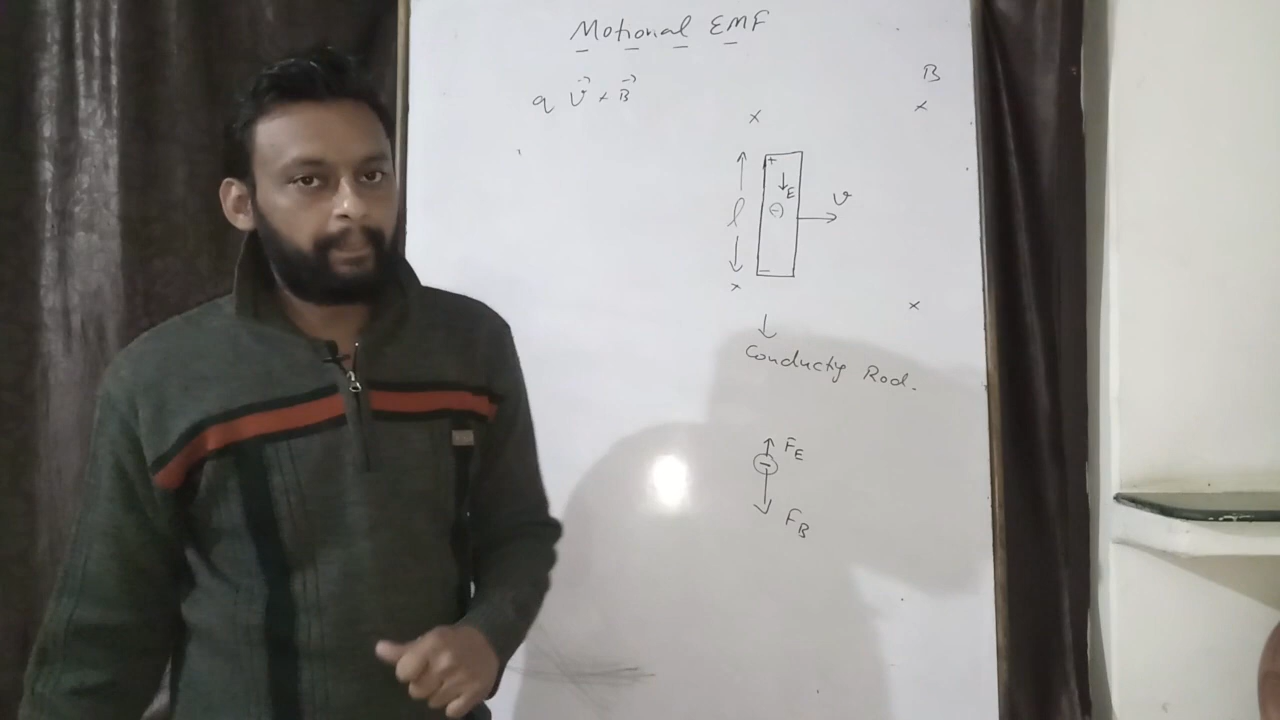 Motional EMF
B
q v⃗ × B⃗
×
×
+
E
(-)
l
v
-
×
×
Conducty Rod.
F_E
-
F_B